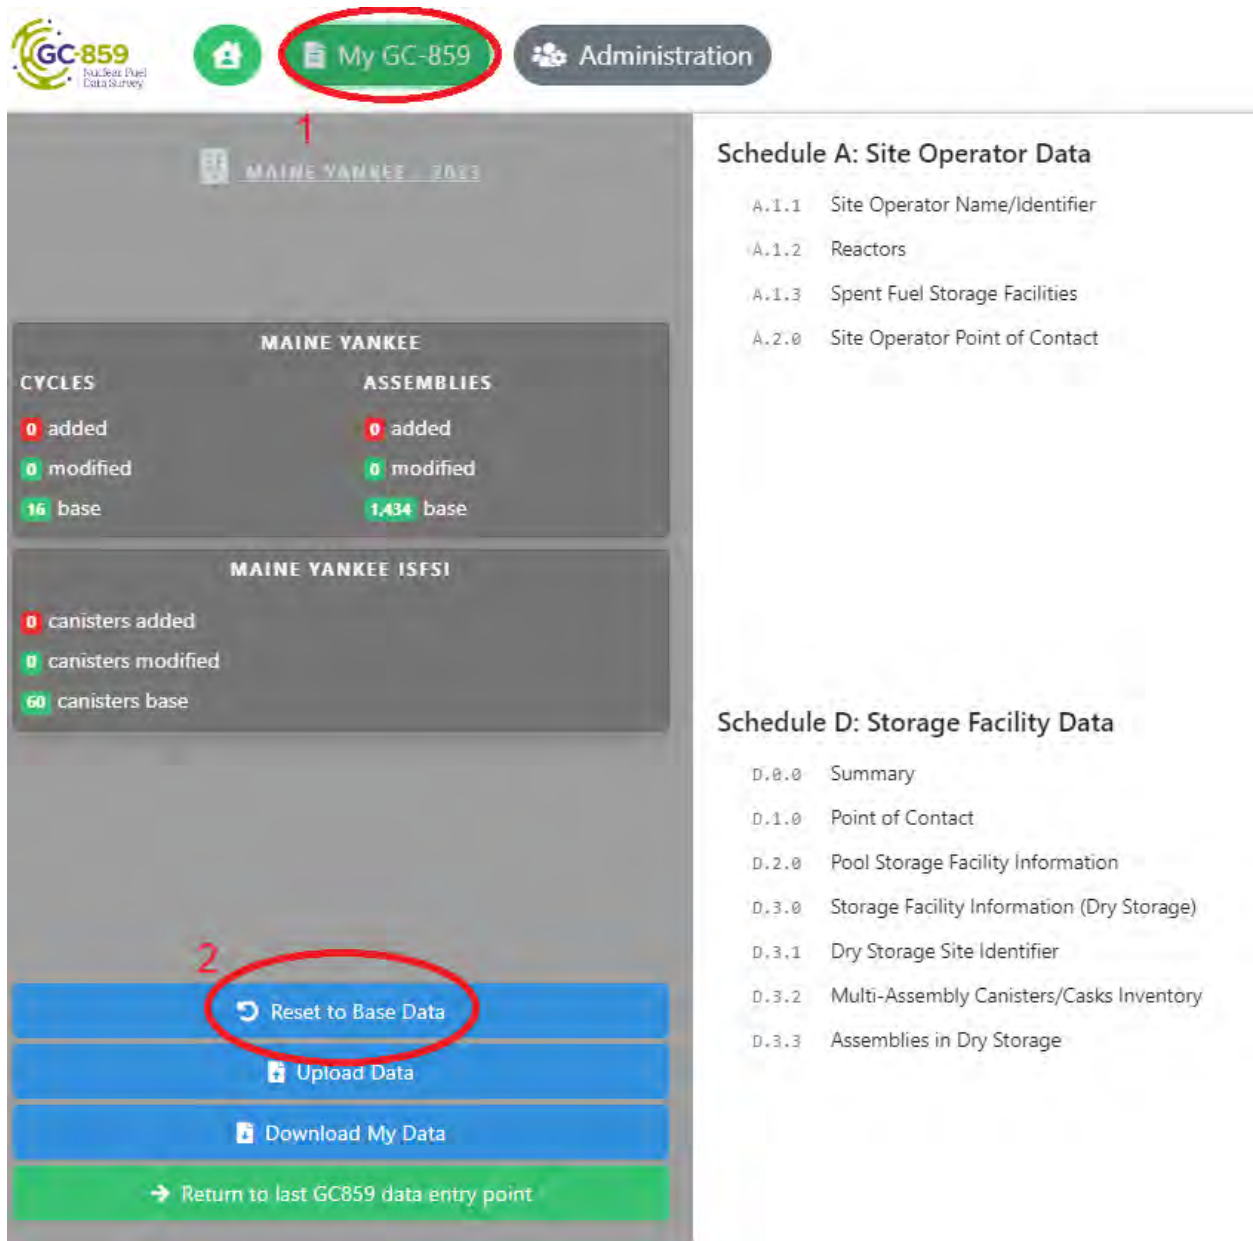 GC-859
Nuclear Fuel
Data Survey
My GC-859
Administration
1
MAINE YANKEE - 2023
MAINE YANKEE
CYCLES
ASSEMBLIES
0 added
0 added
0 modified
0 modified
16 base
1,434 base
MAINE YANKEE ISFSI
0 canisters added
0 canisters modified
60 canisters base
2
Reset to Base Data
Upload Data
Download My Data
Return to last GC859 data entry point
Schedule A: Site Operator Data
A.1.1 Site Operator Name/Identifier
A.1.2 Reactors
A.1.3 Spent Fuel Storage Facilities
A.2.0 Site Operator Point of Contact
Schedule D: Storage Facility Data
D.0.0 Summary
D.1.0 Point of Contact
D.2.0 Pool Storage Facility Information
D.3.0 Storage Facility Information (Dry Storage)
D.3.1 Dry Storage Site Identifier
D.3.2 Multi-Assembly Canisters/Casks Inventory
D.3.3 Assemblies in Dry Storage